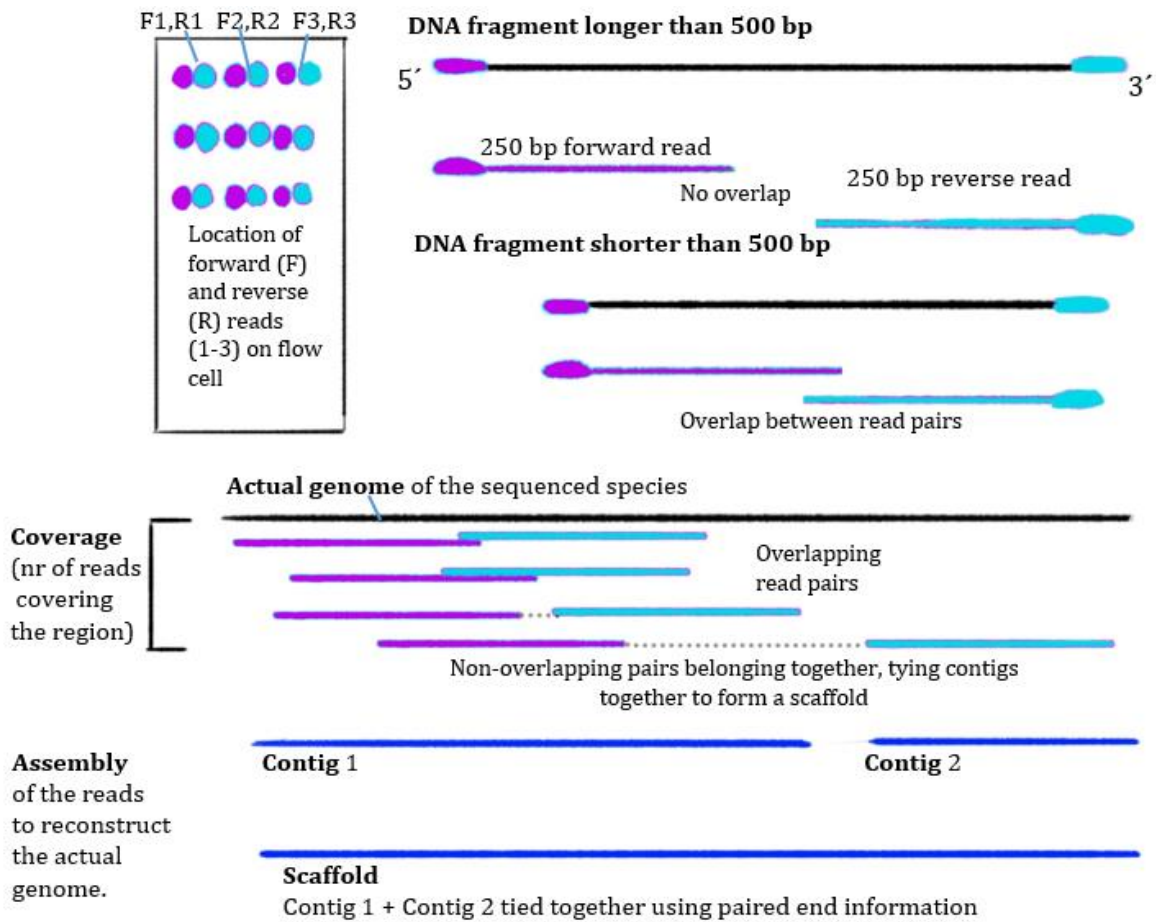 F1,R1 F2,R2 F3,R3
Location of
forward (F)
and reverse
(R) reads
(1-3) on flow
cell
DNA fragment longer than 500 bp
5´
3´
250 bp forward read
No overlap
250 bp reverse read
DNA fragment shorter than 500 bp
Overlap between read pairs
Actual genome of the sequenced species
Coverage
(nr of reads
covering
the region)
Overlapping
read pairs
Non-overlapping pairs belonging together, tying contigs
together to form a scaffold
Assembly
of the reads
to reconstruct
the actual
genome.
Contig 1
Contig 2
Scaffold
Contig 1 + Contig 2 tied together using paired end information